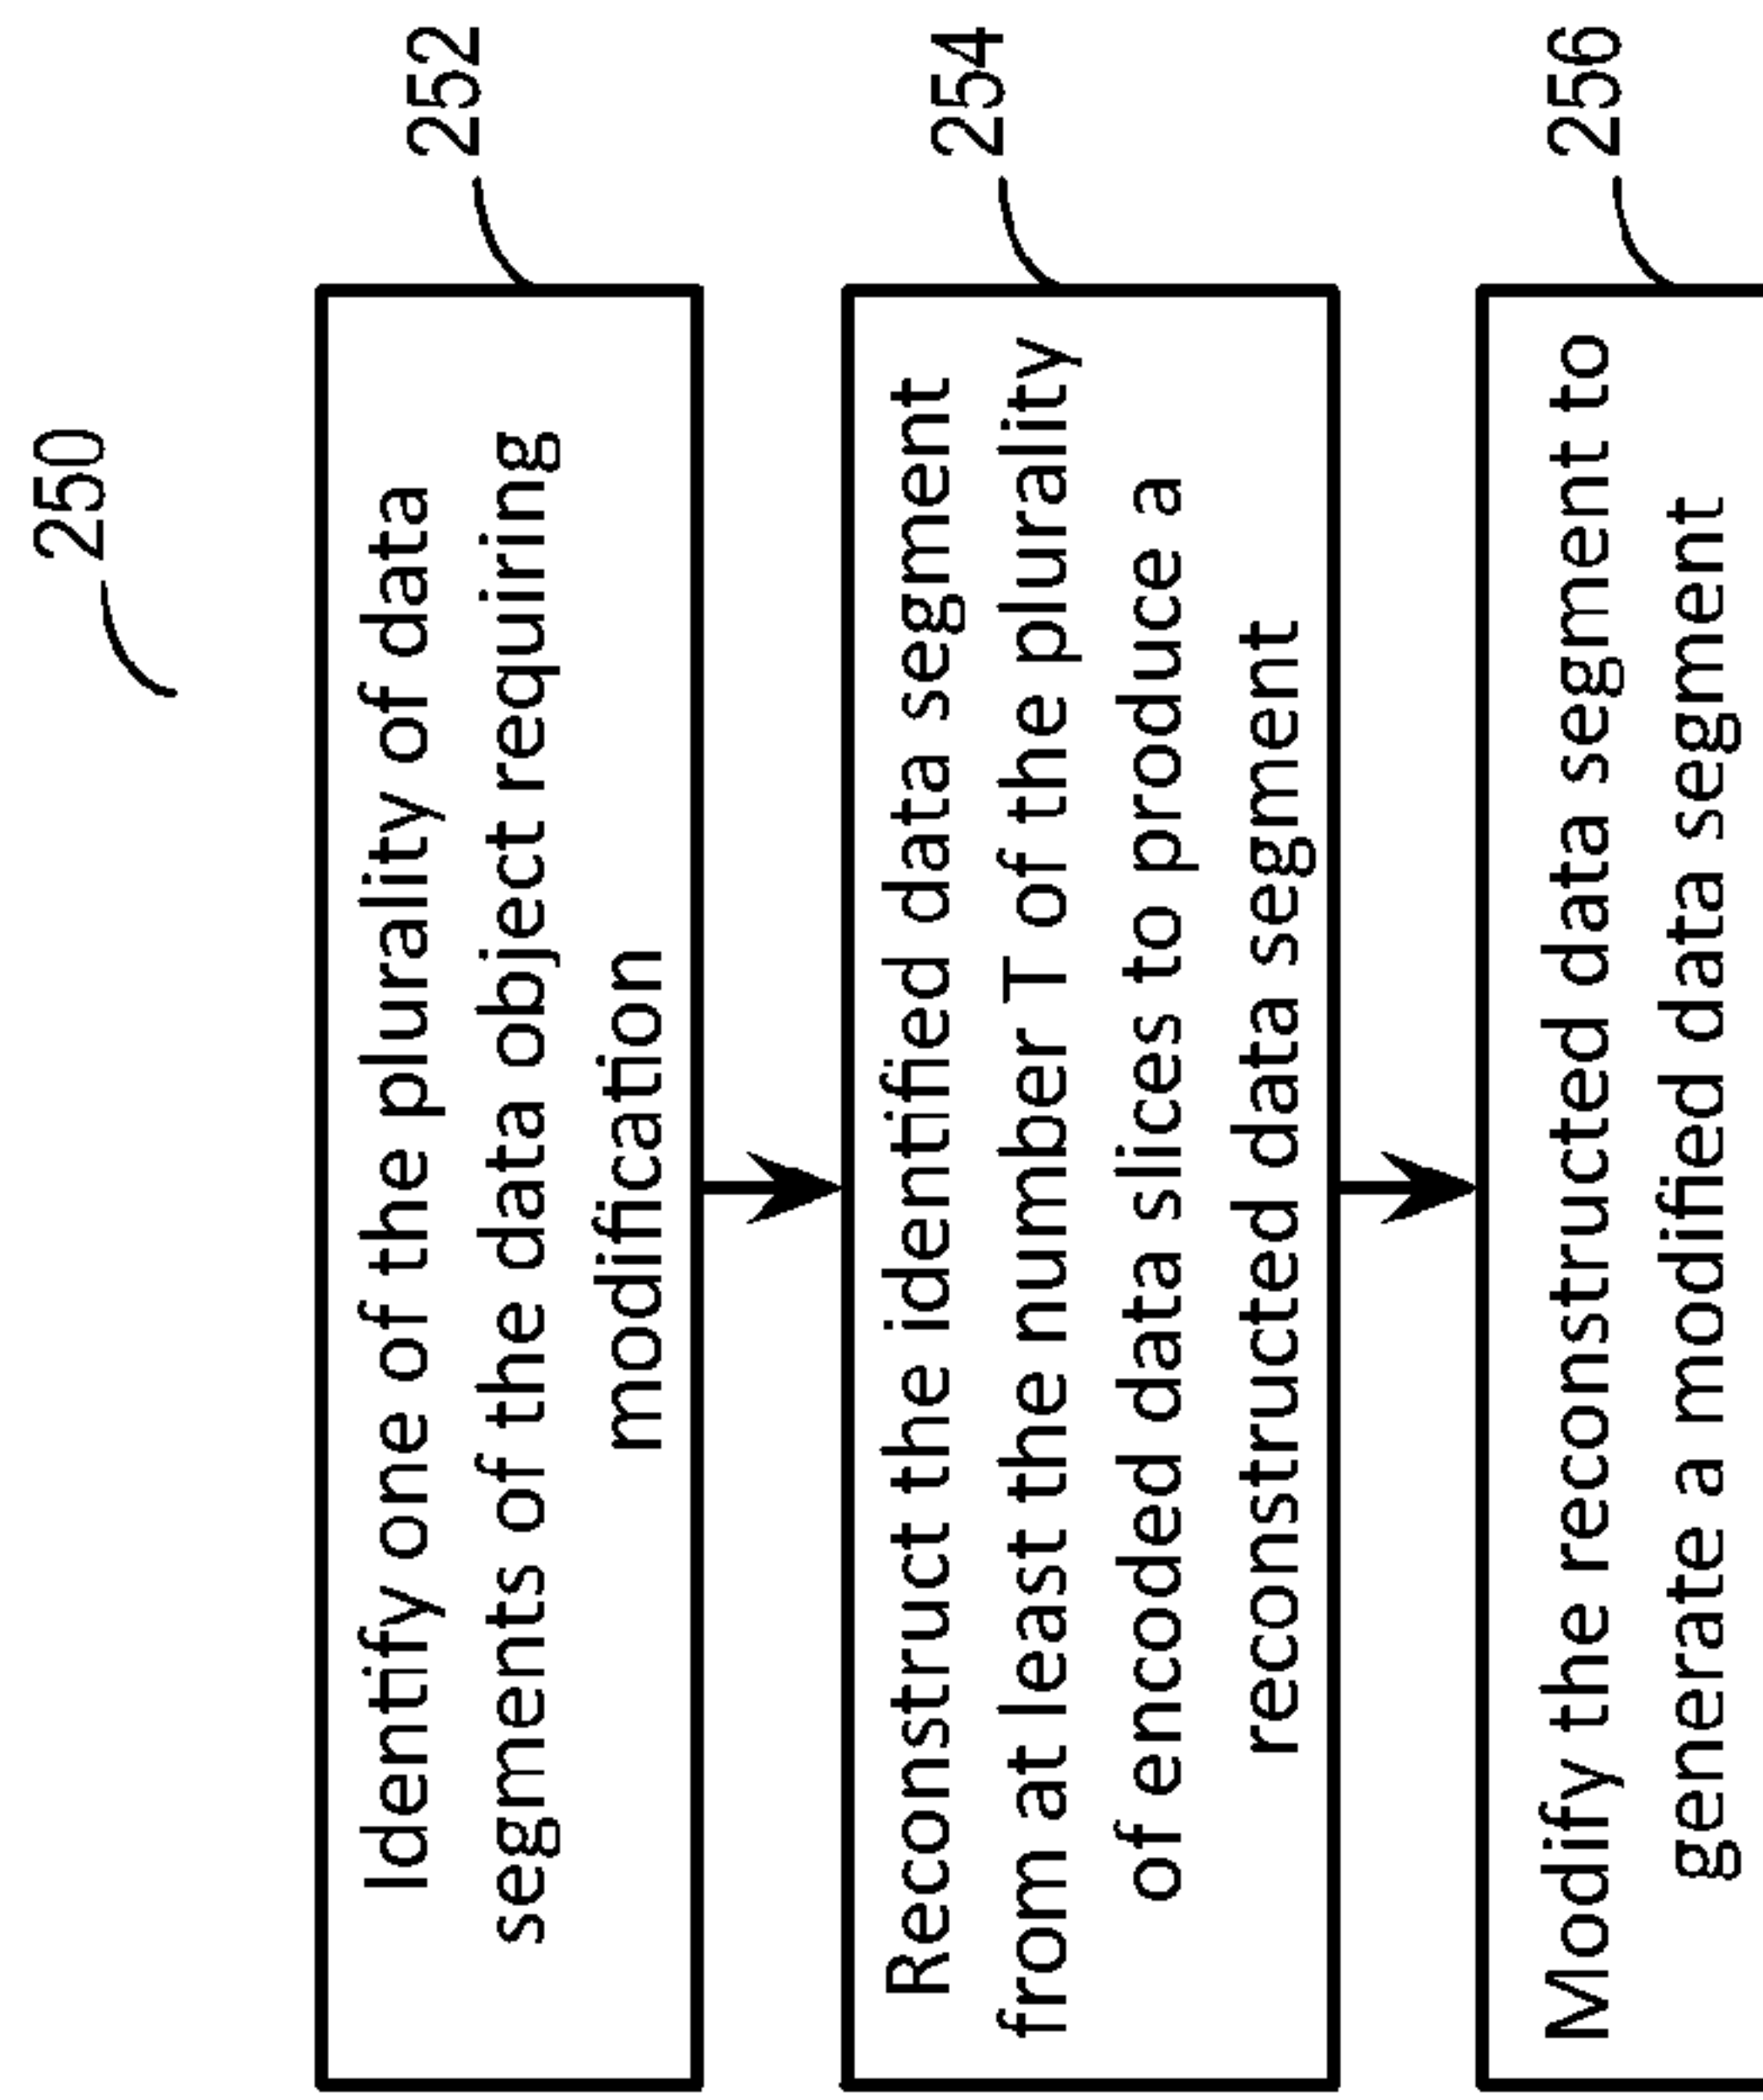 250
252
Identify one of the plurality of data
segments of the data object requiring
modification
254
Reconstruct the identified data segment
from at least the number T of the plurality
of encoded data slices to produce a
reconstructed data segment
256
Modify the reconstructed data segment to
generate a modified data segment